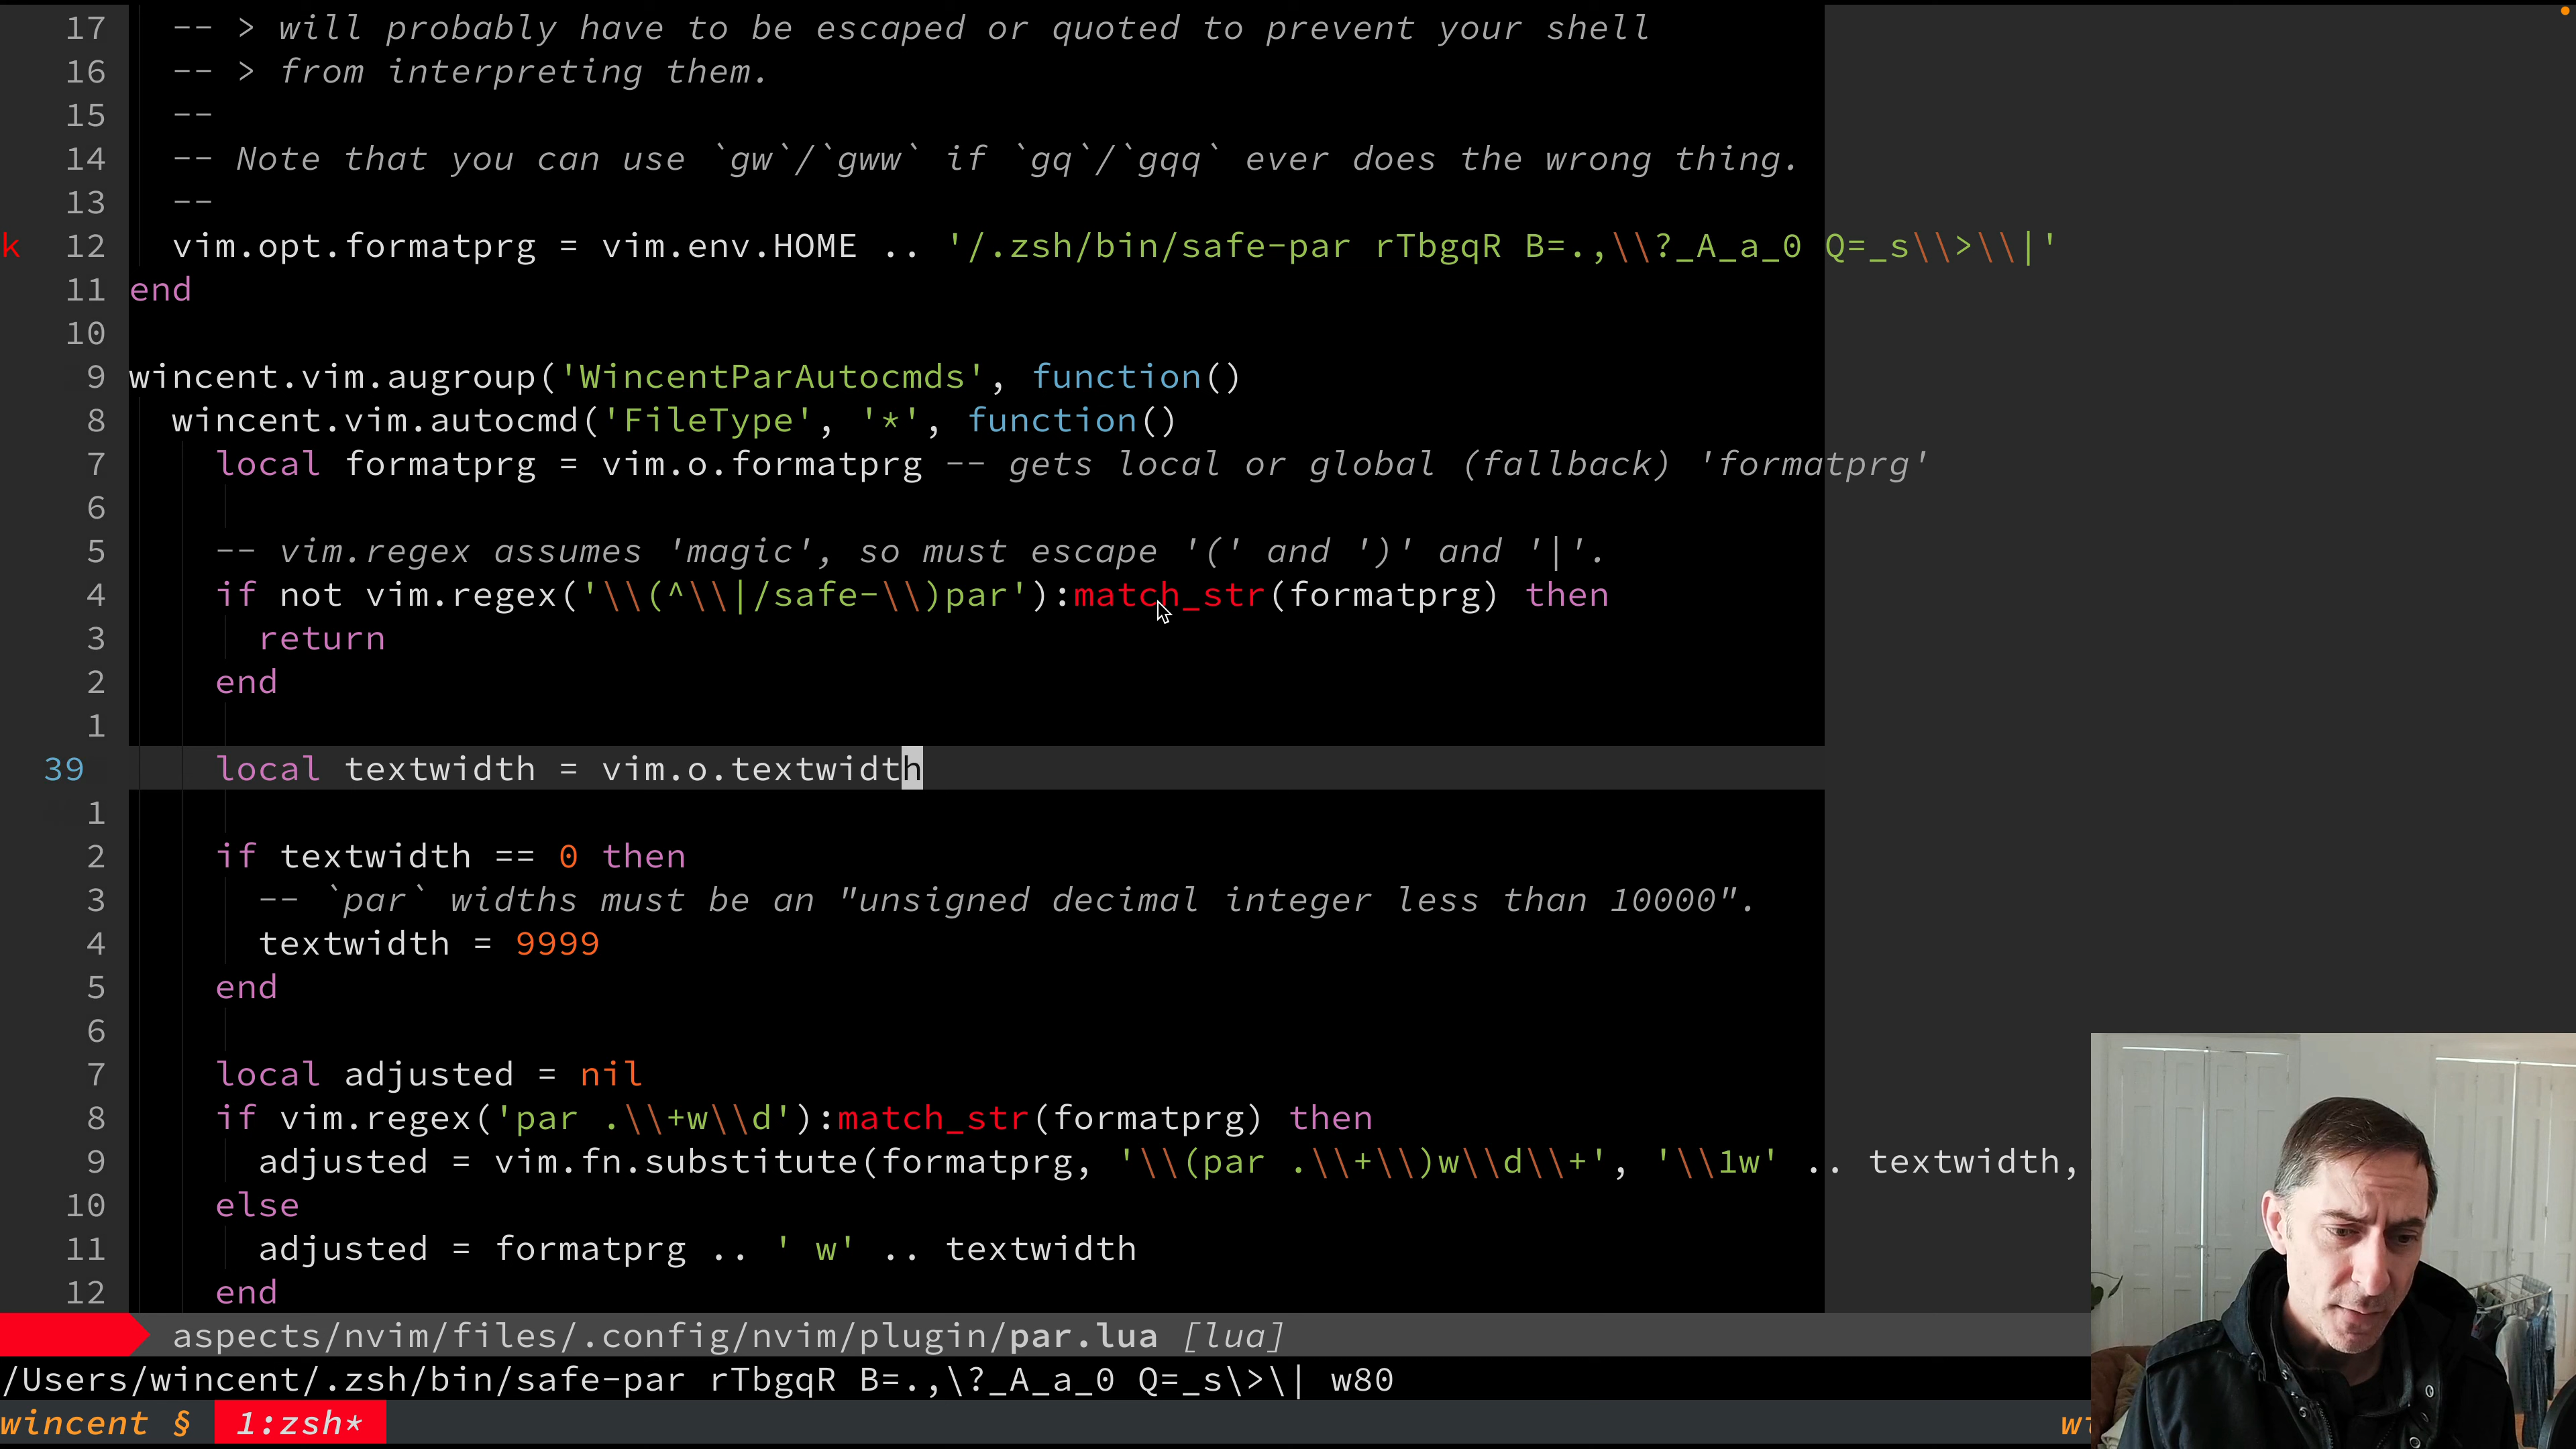 17 -- > will probably have to be escaped or quoted to prevent your shell
16 -- > from interpreting them.
15 --
14 -- Note that you can use `gw`/`gww` if `gq`/`gqq` ever does the wrong thing.
13 --
k 12 vim.opt.formatprg = vim.env.HOME .. '/.zsh/bin/safe-par rTbgqR B=.,\\?_A_a_0 Q=_s\\>\\|'
11 end
10
9 wincent.vim.augroup('WincentParAutocmds', function()
8 wincent.vim.autocmd('FileType', '*', function()
7 local formatprg = vim.o.formatprg -- gets local or global (fallback) 'formatprg'
6
5 -- vim.regex assumes 'magic', so must escape '(' and ')' and '|'.
4 if not vim.regex('\\(^\\|/safe-\\)par'):match_str(formatprg) then
3 return
2 end
1
39 local textwidth = vim.o.textwidth
1
2 if textwidth == 0 then
3 -- `par` widths must be an "unsigned decimal integer less than 10000".
4 textwidth = 9999
5 end
6
7 local adjusted = nil
8 if vim.regex('par .\\+w\\d'):match_str(formatprg) then
9 adjusted = vim.fn.substitute(formatprg, '\\(par .\\+\\)w\\d\\+', '\\1w' .. textwidth,
10 else
11 adjusted = formatprg .. ' w' .. textwidth
12 end
aspects/nvim/files/.config/nvim/plugin/par.lua [lua]
/Users/wincent/.zsh/bin/safe-par rTbgqR B=.,\?_A_a_0 Q=_s\>\| w80
wincent § 1:zsh*